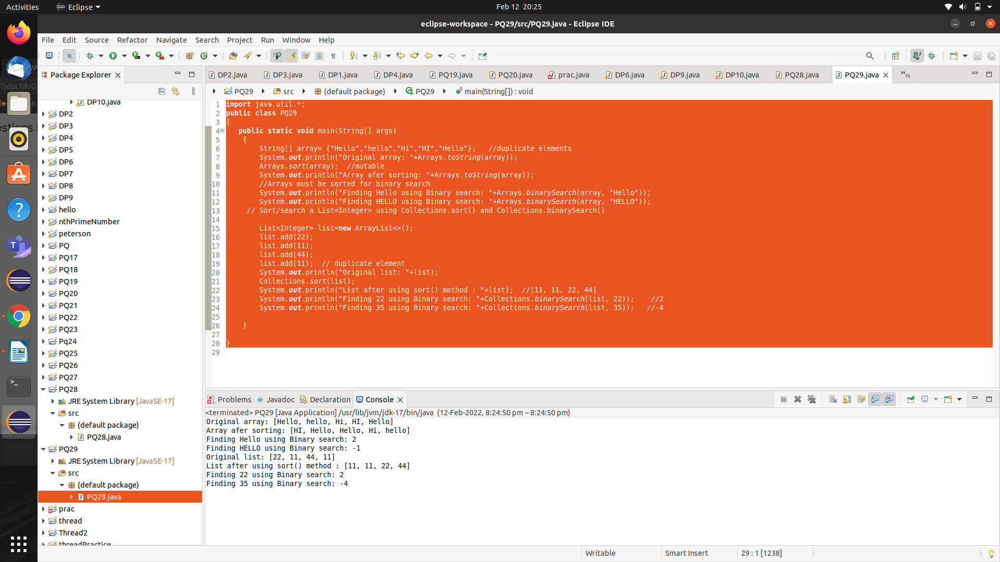 Activities Eclipse Feb 12 20:25
eclipse-workspace - PQ29/src/PQ29.java - Eclipse IDE
File Edit Source Refactor Navigate Search Project Run Window Help
Package Explorer
DP10.java
DP2
DP3
DP4
DP5
DP6
DP7
DP8
DP9
hello
nthPrimeNumber
peterson
PQ
PQ17
PQ18
PQ19
PQ20
PQ21
PQ22
PQ23
Pq24
PQ25
PQ26
PQ27
PQ28
JRE System Library [JavaSE-17]
src
(default package)
PQ28.java
PQ29
JRE System Library [JavaSE-17]
src
(default package)
PQ29.java
prac
thread
Thread2
threadPractice
DP2.java DP3.java DP1.java DP4.java PQ19.java PQ20.java prac.java DP6.java DP9.java DP10.java PQ28.java PQ29.java »16
PQ29 src (default package) PQ29 main(String[]) : void
1 import java.util.*;
2 public class PQ29
3 {
4 public static void main(String[] args)
5 {
6 String[] array= {"Hello","hello","Hi","HI","Hello"}; //duplicate elements
7 System.out.println("Original array: "+Arrays.toString(array));
8 Arrays.sort(array); //mutable
9 System.out.println("Array afer sorting: "+Arrays.toString(array));
10 //Arrays must be sorted for binary search
11 System.out.println("Finding Hello using Binary search: "+Arrays.binarySearch(array, "Hello"));
12 System.out.println("Finding HELLO using Binary search: "+Arrays.binarySearch(array, "HELLO"));
13 // Sort/search a List<Integer> using Collections.sort() and Collections.binarySearch()
14
15 List<Integer> list=new ArrayList<>();
16 list.add(22);
17 list.add(11);
18 list.add(44);
19 list.add(11); // duplicate element
20 System.out.println("Original list: "+list);
21 Collections.sort(list);
22 System.out.println("List after using sort() method : "+list); //[11, 11, 22, 44]
23 System.out.println("Finding 22 using Binary search: "+Collections.binarySearch(list, 22)); //2
24 System.out.println("Finding 35 using Binary search: "+Collections.binarySearch(list, 35)); //-4
25
26 }
27
28 }
29
Problems Javadoc Declaration Console
<terminated> PQ29 [Java Application] /usr/lib/jvm/jdk-17/bin/java (12-Feb-2022, 8:24:50 pm – 8:24:50 pm)
Original array: [Hello, hello, Hi, HI, Hello]
Array afer sorting: [HI, Hello, Hello, Hi, hello]
Finding Hello using Binary search: 2
Finding HELLO using Binary search: -1
Original list: [22, 11, 44, 11]
List after using sort() method : [11, 11, 22, 44]
Finding 22 using Binary search: 2
Finding 35 using Binary search: -4
Writable Smart Insert 29 : 1 [1238]